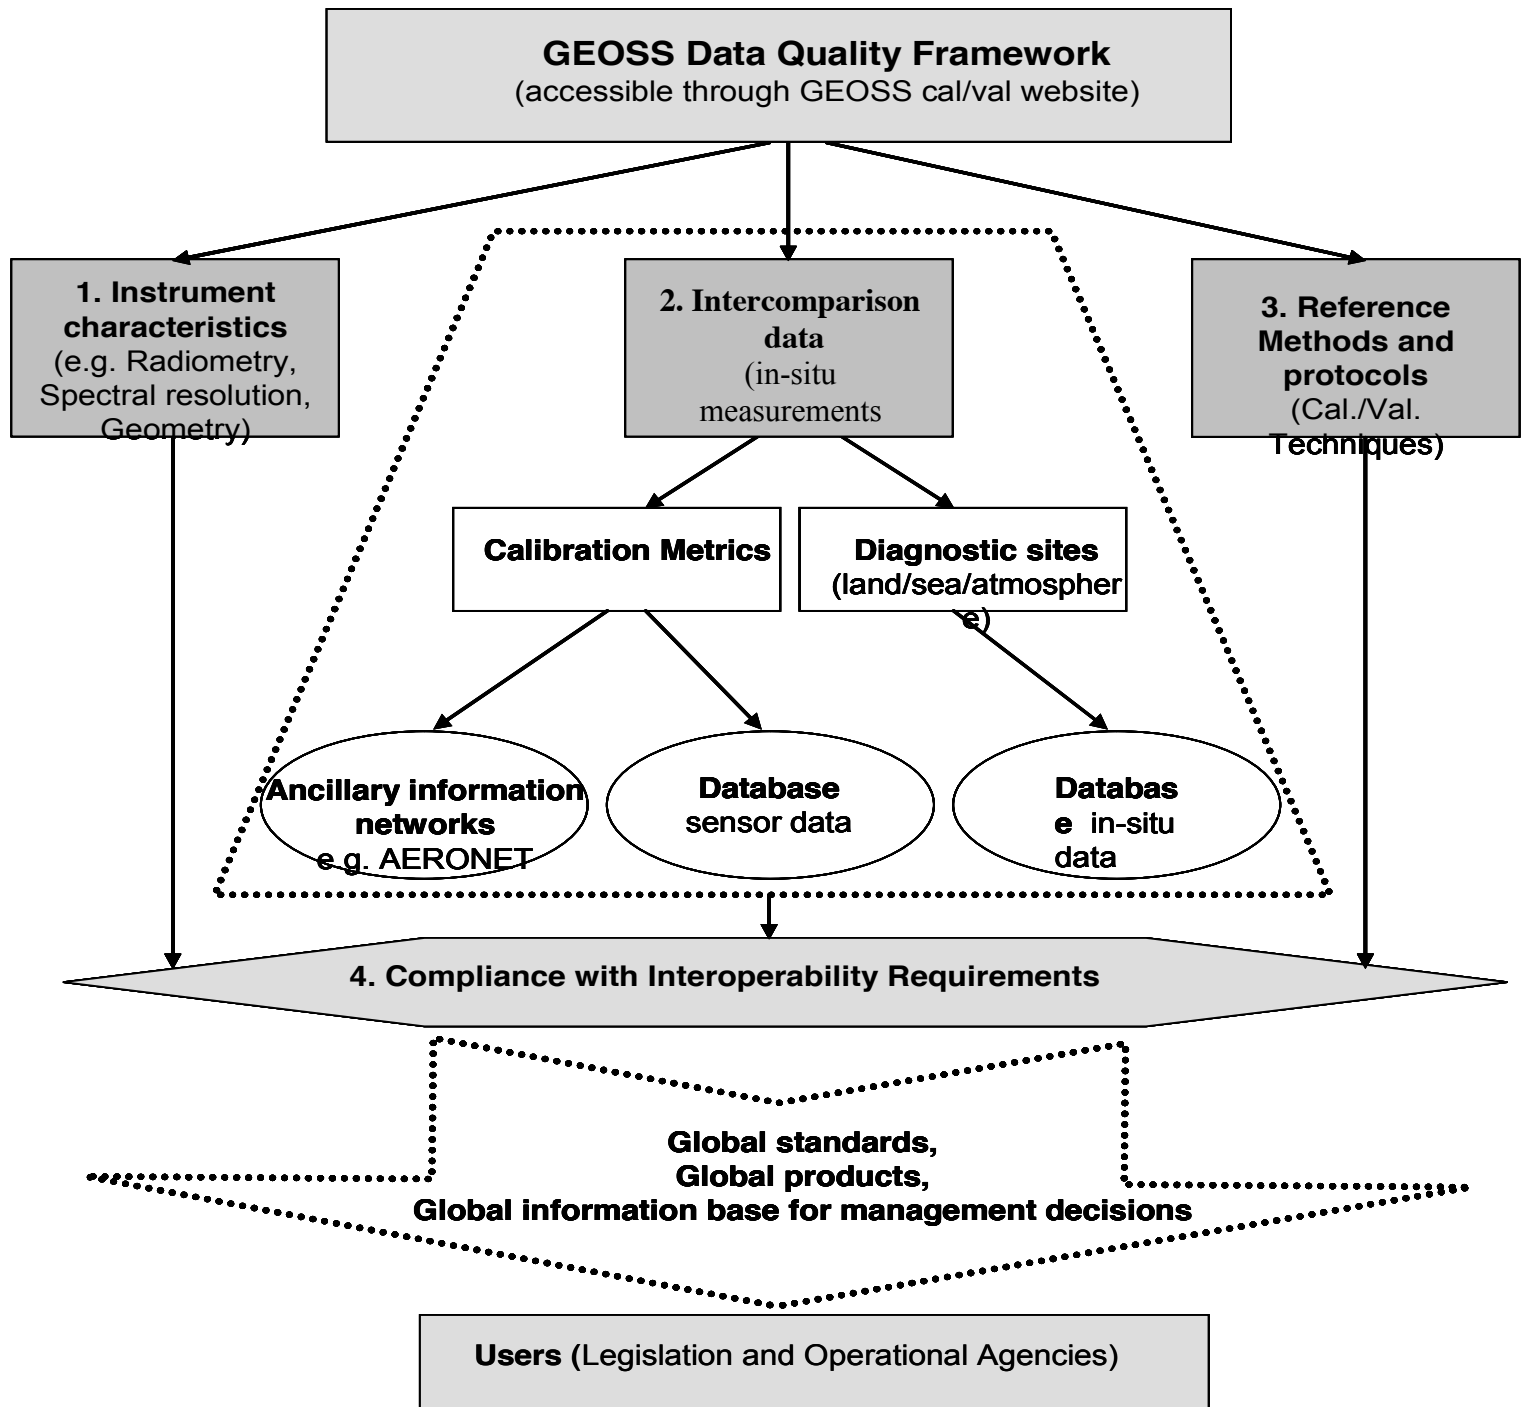 GEOSS Data Quality Framework
(accessible through GEOSS cal/val website)
1. Instrument
characteristics
(e.g. Radiometry,
Spectral resolution,
Geometry)
2. Intercomparison
data
(in-situ
measurements
3. Reference
Methods and
protocols
(Cal./Val.
Techniques)
Calibration Metrics
Diagnostic sites
(land/sea/atmospher
e)
Ancillary information
networks
e.g. AERONET
Database
sensor data
Databas
e in-situ
data
4. Compliance with Interoperability Requirements
Global standards,
Global products,
Global information base for management decisions
Users (Legislation and Operational Agencies)